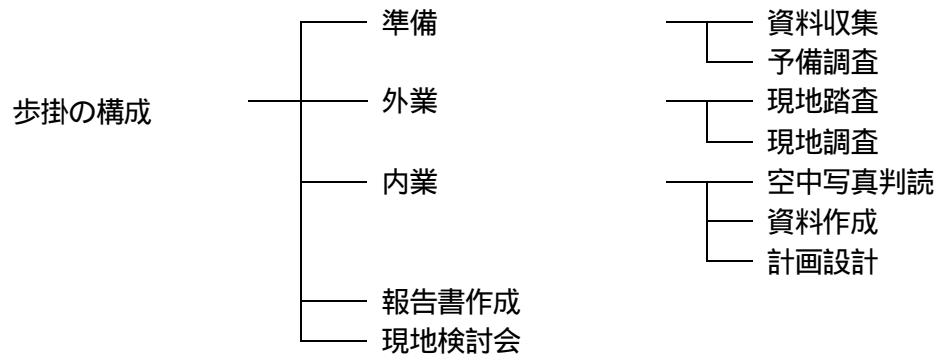 準備
資料収集
予備調査
歩掛の構成
外業
現地踏査
現地調査
内業
空中写真判読
資料作成
計画設計
報告書作成
現地検討会